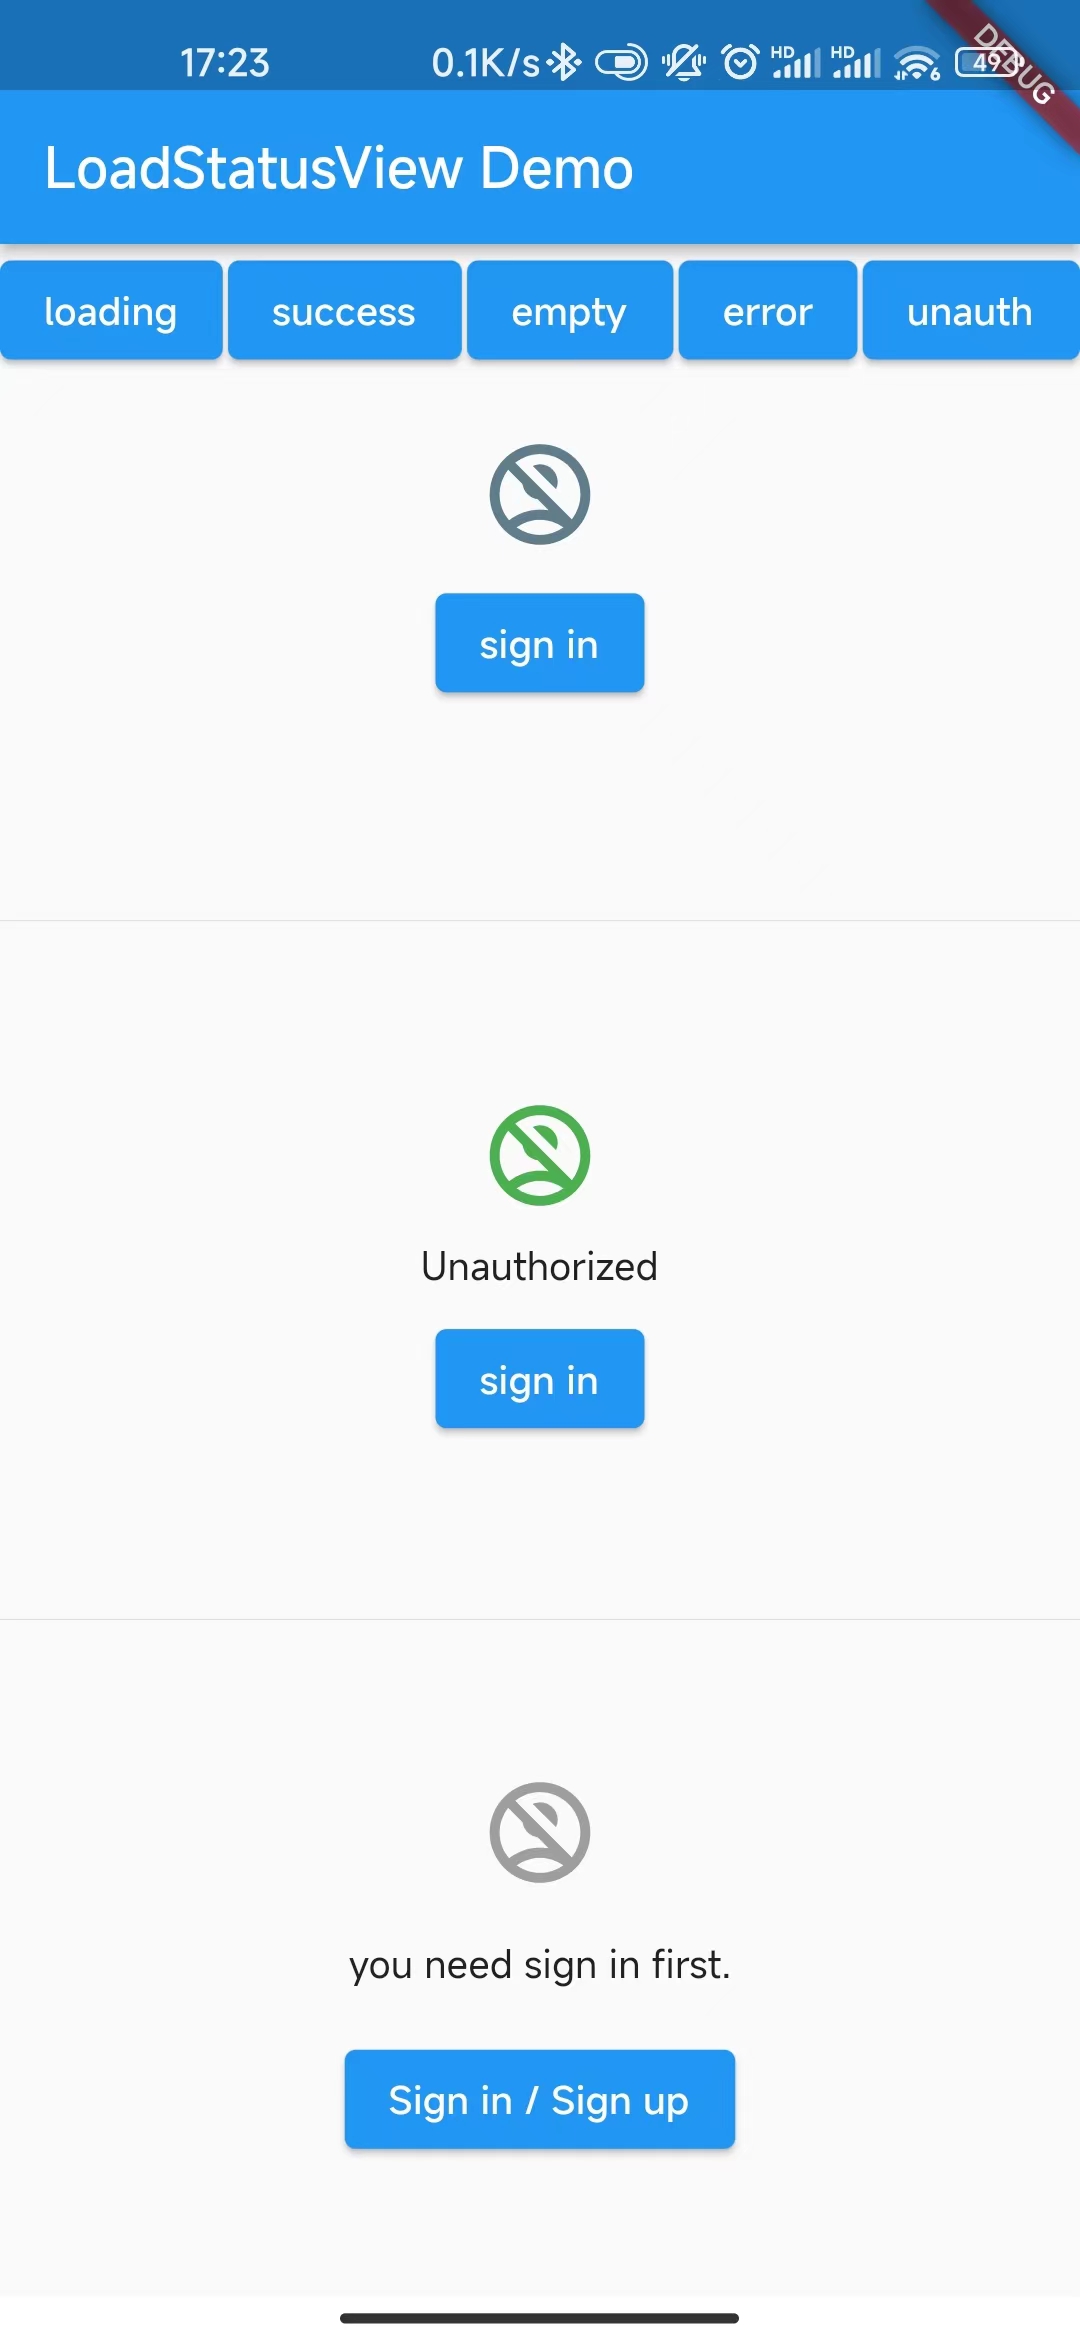 17:23 0.1K/s HD HD 6 49
DEBUG
LoadStatusView Demo
loading success empty error unauth
sign in
Unauthorized
sign in
you need sign in first.
Sign in / Sign up